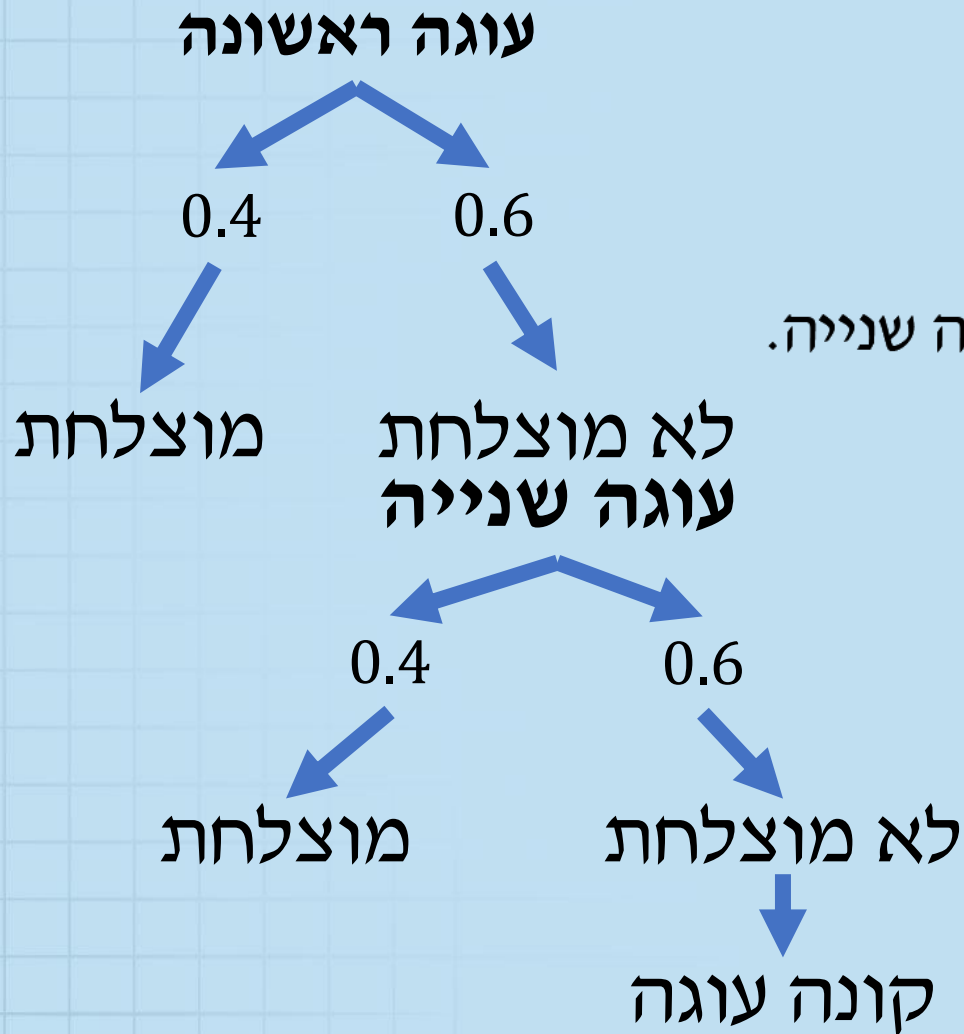 עוגה ראשונה
0.4 0.6
שנייה.
מוצלחת לא מוצלחת
עוגה שנייה
0.4 0.6
מוצלחת לא מוצלחת
קונה עוגה